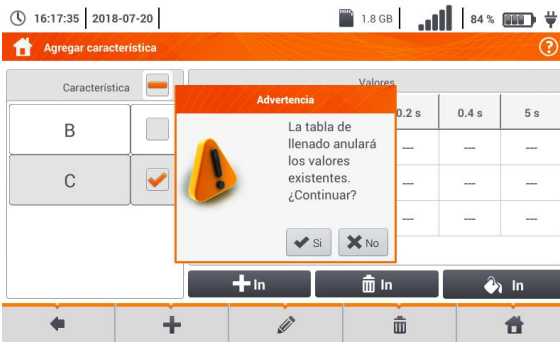 16:17:35 2018-07-20 1.8 GB 84 %
Agregar característica
Característica
Valores
0.2 s 0.4 s 5 s
B
--- --- ---
C
--- --- ---
--- --- ---
Advertencia
La tabla de
llenado anulará
los valores
existentes.
¿Continuar?
Si No
In In In